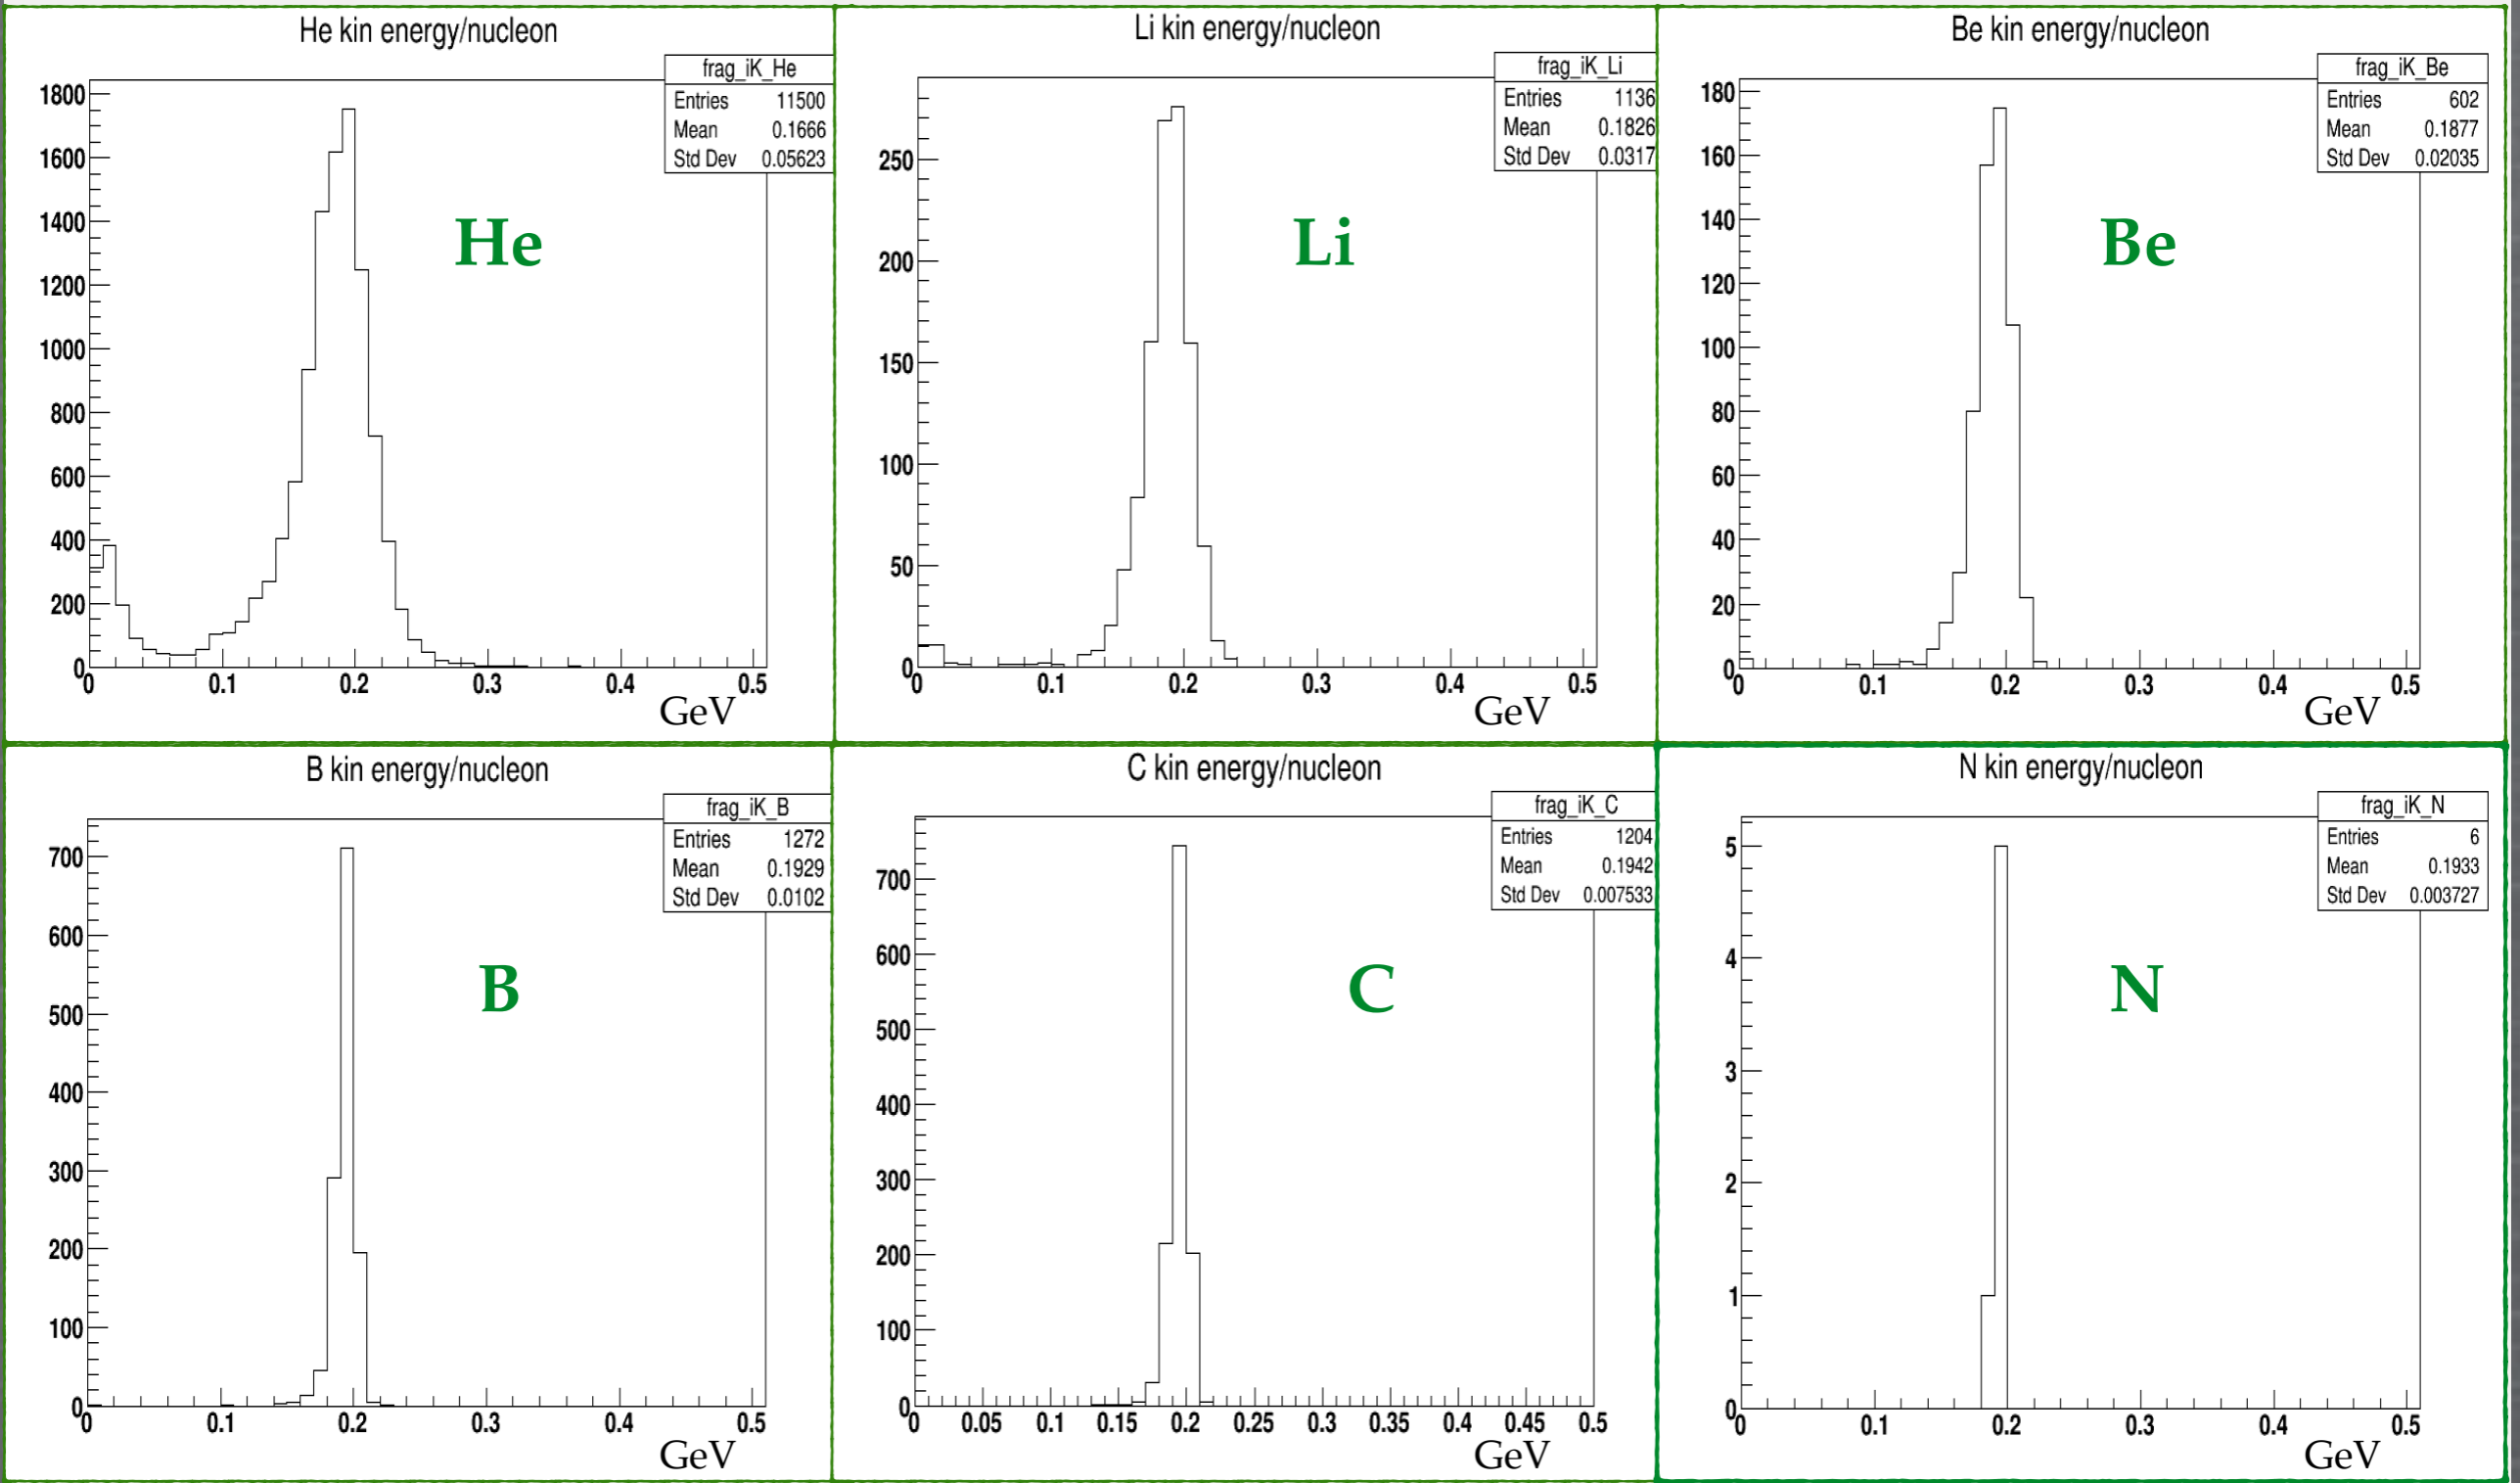 He kin energy/nucleon
frag_iK_He
Entries 11500
Mean 0.1666
Std Dev 0.05623
1800
1600
1400
1200
1000
800
600
400
200
0
He
0 0.1 0.2 0.3 0.4 0.5
GeV
Li kin energy/nucleon
frag_iK_Li
Entries 1136
Mean 0.1826
Std Dev 0.0317
250
200
150
100
50
0
Li
0 0.1 0.2 0.3 0.4 0.5
GeV
Be kin energy/nucleon
frag_iK_Be
Entries 602
Mean 0.1877
Std Dev 0.02035
180
160
140
120
100
80
60
40
20
0
Be
0 0.1 0.2 0.3 0.4 0.5
GeV
B kin energy/nucleon
frag_iK_B
Entries 1272
Mean 0.1929
Std Dev 0.0102
700
600
500
400
300
200
100
0
B
0 0.1 0.2 0.3 0.4 0.5
GeV
C kin energy/nucleon
frag_iK_C
Entries 1204
Mean 0.1942
Std Dev 0.007533
700
600
500
400
300
200
100
0
C
0 0.05 0.1 0.15 0.2 0.25 0.3 0.35 0.4 0.45 0.5
GeV
N kin energy/nucleon
frag_iK_N
Entries 6
Mean 0.1933
Std Dev 0.003727
5
4
3
2
1
0
N
0 0.1 0.2 0.3 0.4 0.5
GeV